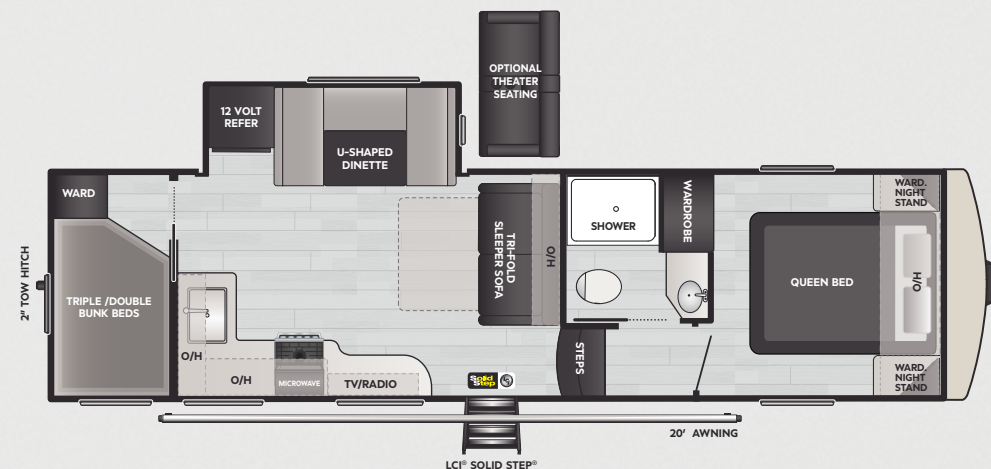 OPTIONAL
THEATER
SEATING
12 VOLT
REFER
U-SHAPED
DINETTE
WARD
TRI-FOLD
SLEEPER SOFA
O/H
SHOWER
WARDROBE
WARD.
NIGHT
STAND
2" TOW HITCH
TRIPLE /DOUBLE
BUNK BEDS
QUEEN BED
O/H
O/H
O/H
MICROWAVE
TV/RADIO
Solid
Step
STEPS
WARD.
NIGHT
STAND
20' AWNING
LCI® SOLID STEP®